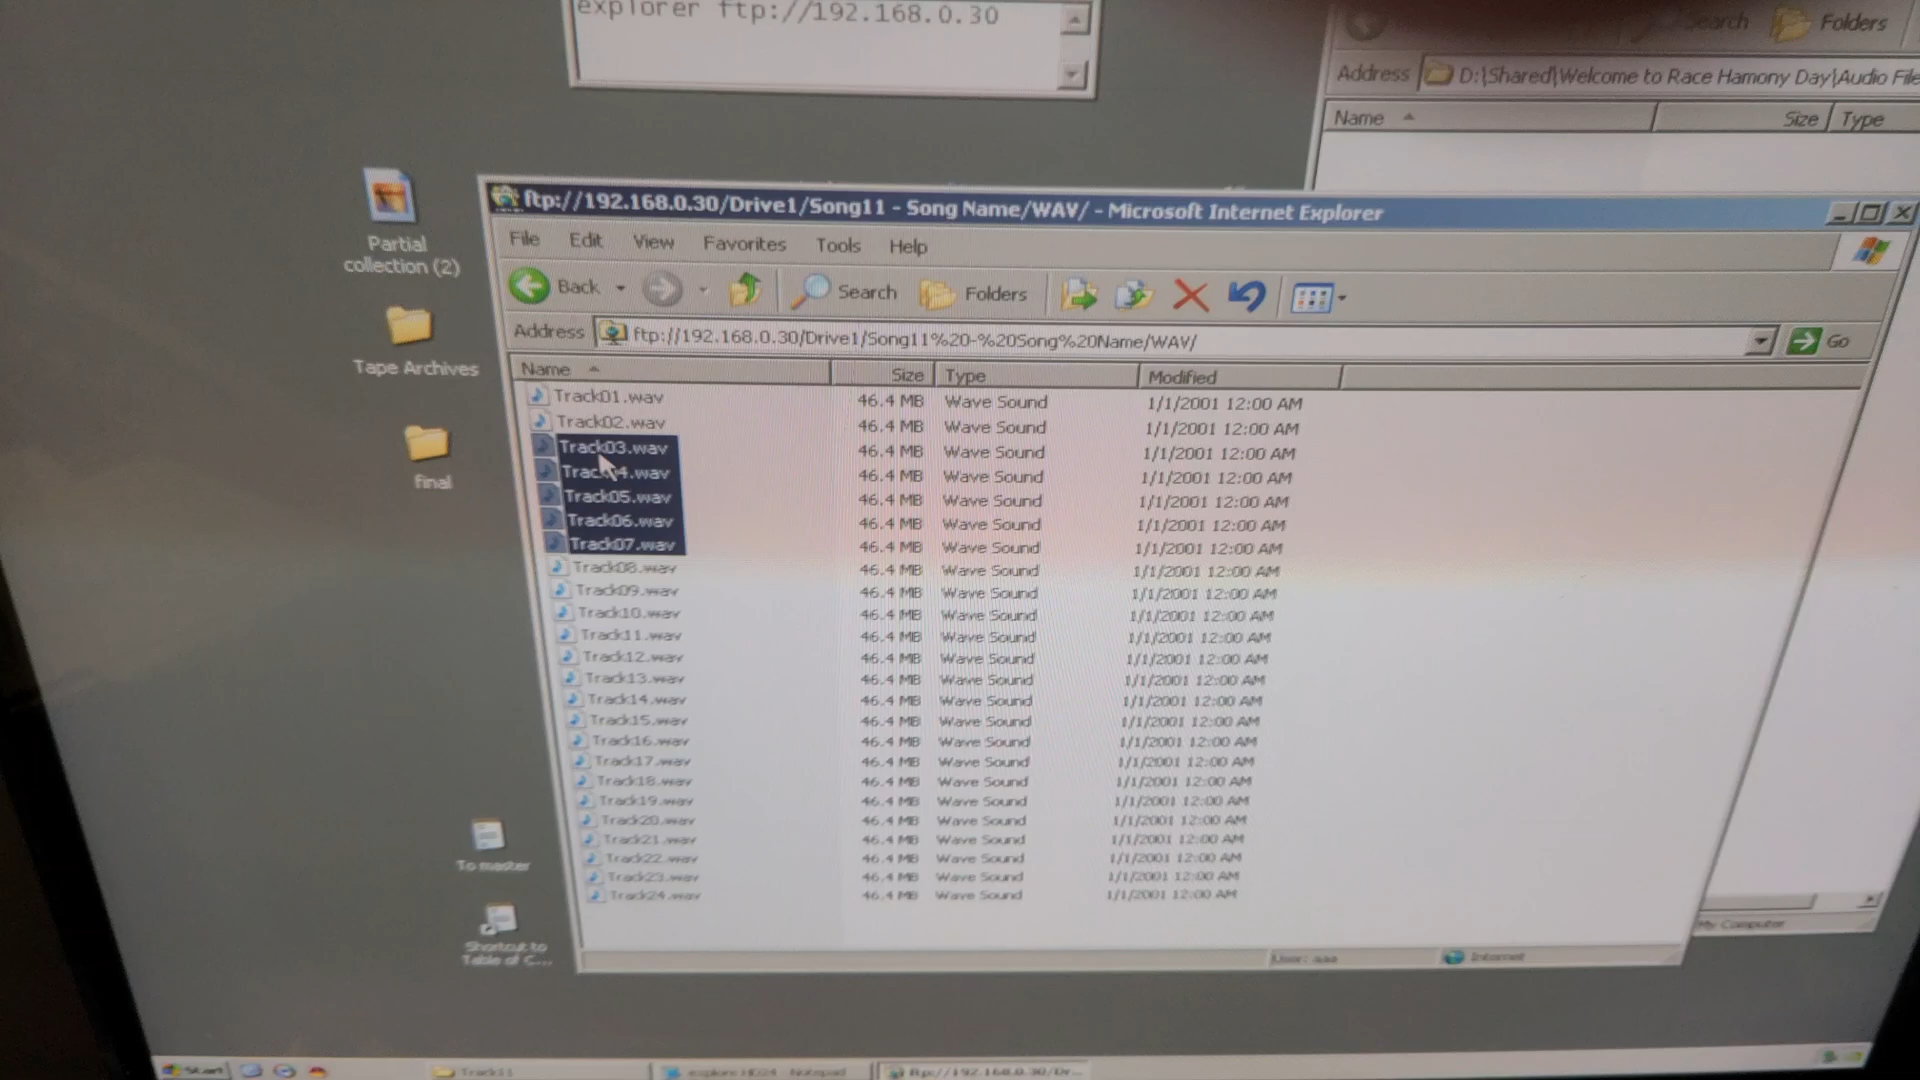 explorer ftp://192.168.0.30
Search Folders
Address D:\Shared\Welcome to Race Hamony Day\Audio File
Name Size Type
Partial
collection (2)
Tape Archives
final
To master
Shortcut to
Table of C...
ftp://192.168.0.30/Drive1/Song11 - Song Name/WAV/ - Microsoft Internet Explorer
File Edit View Favorites Tools Help
Back Search Folders
Address ftp://192.168.0.30/Drive1/Song11%20-%20Song%20Name/WAV/ Go
Name Size Type Modified
Track01.wav 46.4 MB Wave Sound 1/1/2001 12:00 AM
Track02.wav 46.4 MB Wave Sound 1/1/2001 12:00 AM
Track03.wav 46.4 MB Wave Sound 1/1/2001 12:00 AM
Track04.wav 46.4 MB Wave Sound 1/1/2001 12:00 AM
Track05.wav 46.4 MB Wave Sound 1/1/2001 12:00 AM
Track06.wav 46.4 MB Wave Sound 1/1/2001 12:00 AM
Track07.wav 46.4 MB Wave Sound 1/1/2001 12:00 AM
Track08.wav 46.4 MB Wave Sound 1/1/2001 12:00 AM
Track09.wav 46.4 MB Wave Sound 1/1/2001 12:00 AM
Track10.wav 46.4 MB Wave Sound 1/1/2001 12:00 AM
Track11.wav 46.4 MB Wave Sound 1/1/2001 12:00 AM
Track12.wav 46.4 MB Wave Sound 1/1/2001 12:00 AM
Track13.wav 46.4 MB Wave Sound 1/1/2001 12:00 AM
Track14.wav 46.4 MB Wave Sound 1/1/2001 12:00 AM
Track15.wav 46.4 MB Wave Sound 1/1/2001 12:00 AM
Track16.wav 46.4 MB Wave Sound 1/1/2001 12:00 AM
Track17.wav 46.4 MB Wave Sound 1/1/2001 12:00 AM
Track18.wav 46.4 MB Wave Sound 1/1/2001 12:00 AM
Track19.wav 46.4 MB Wave Sound 1/1/2001 12:00 AM
Track20.wav 46.4 MB Wave Sound 1/1/2001 12:00 AM
Track21.wav 46.4 MB Wave Sound 1/1/2001 12:00 AM
Track22.wav 46.4 MB Wave Sound 1/1/2001 12:00 AM
Track23.wav 46.4 MB Wave Sound 1/1/2001 12:00 AM
Track24.wav 46.4 MB Wave Sound 1/1/2001 12:00 AM
User: aaa Internet
My Computer
Start Track11 explore HD24 - Notepad ftp://192.168.0.30/Dr...